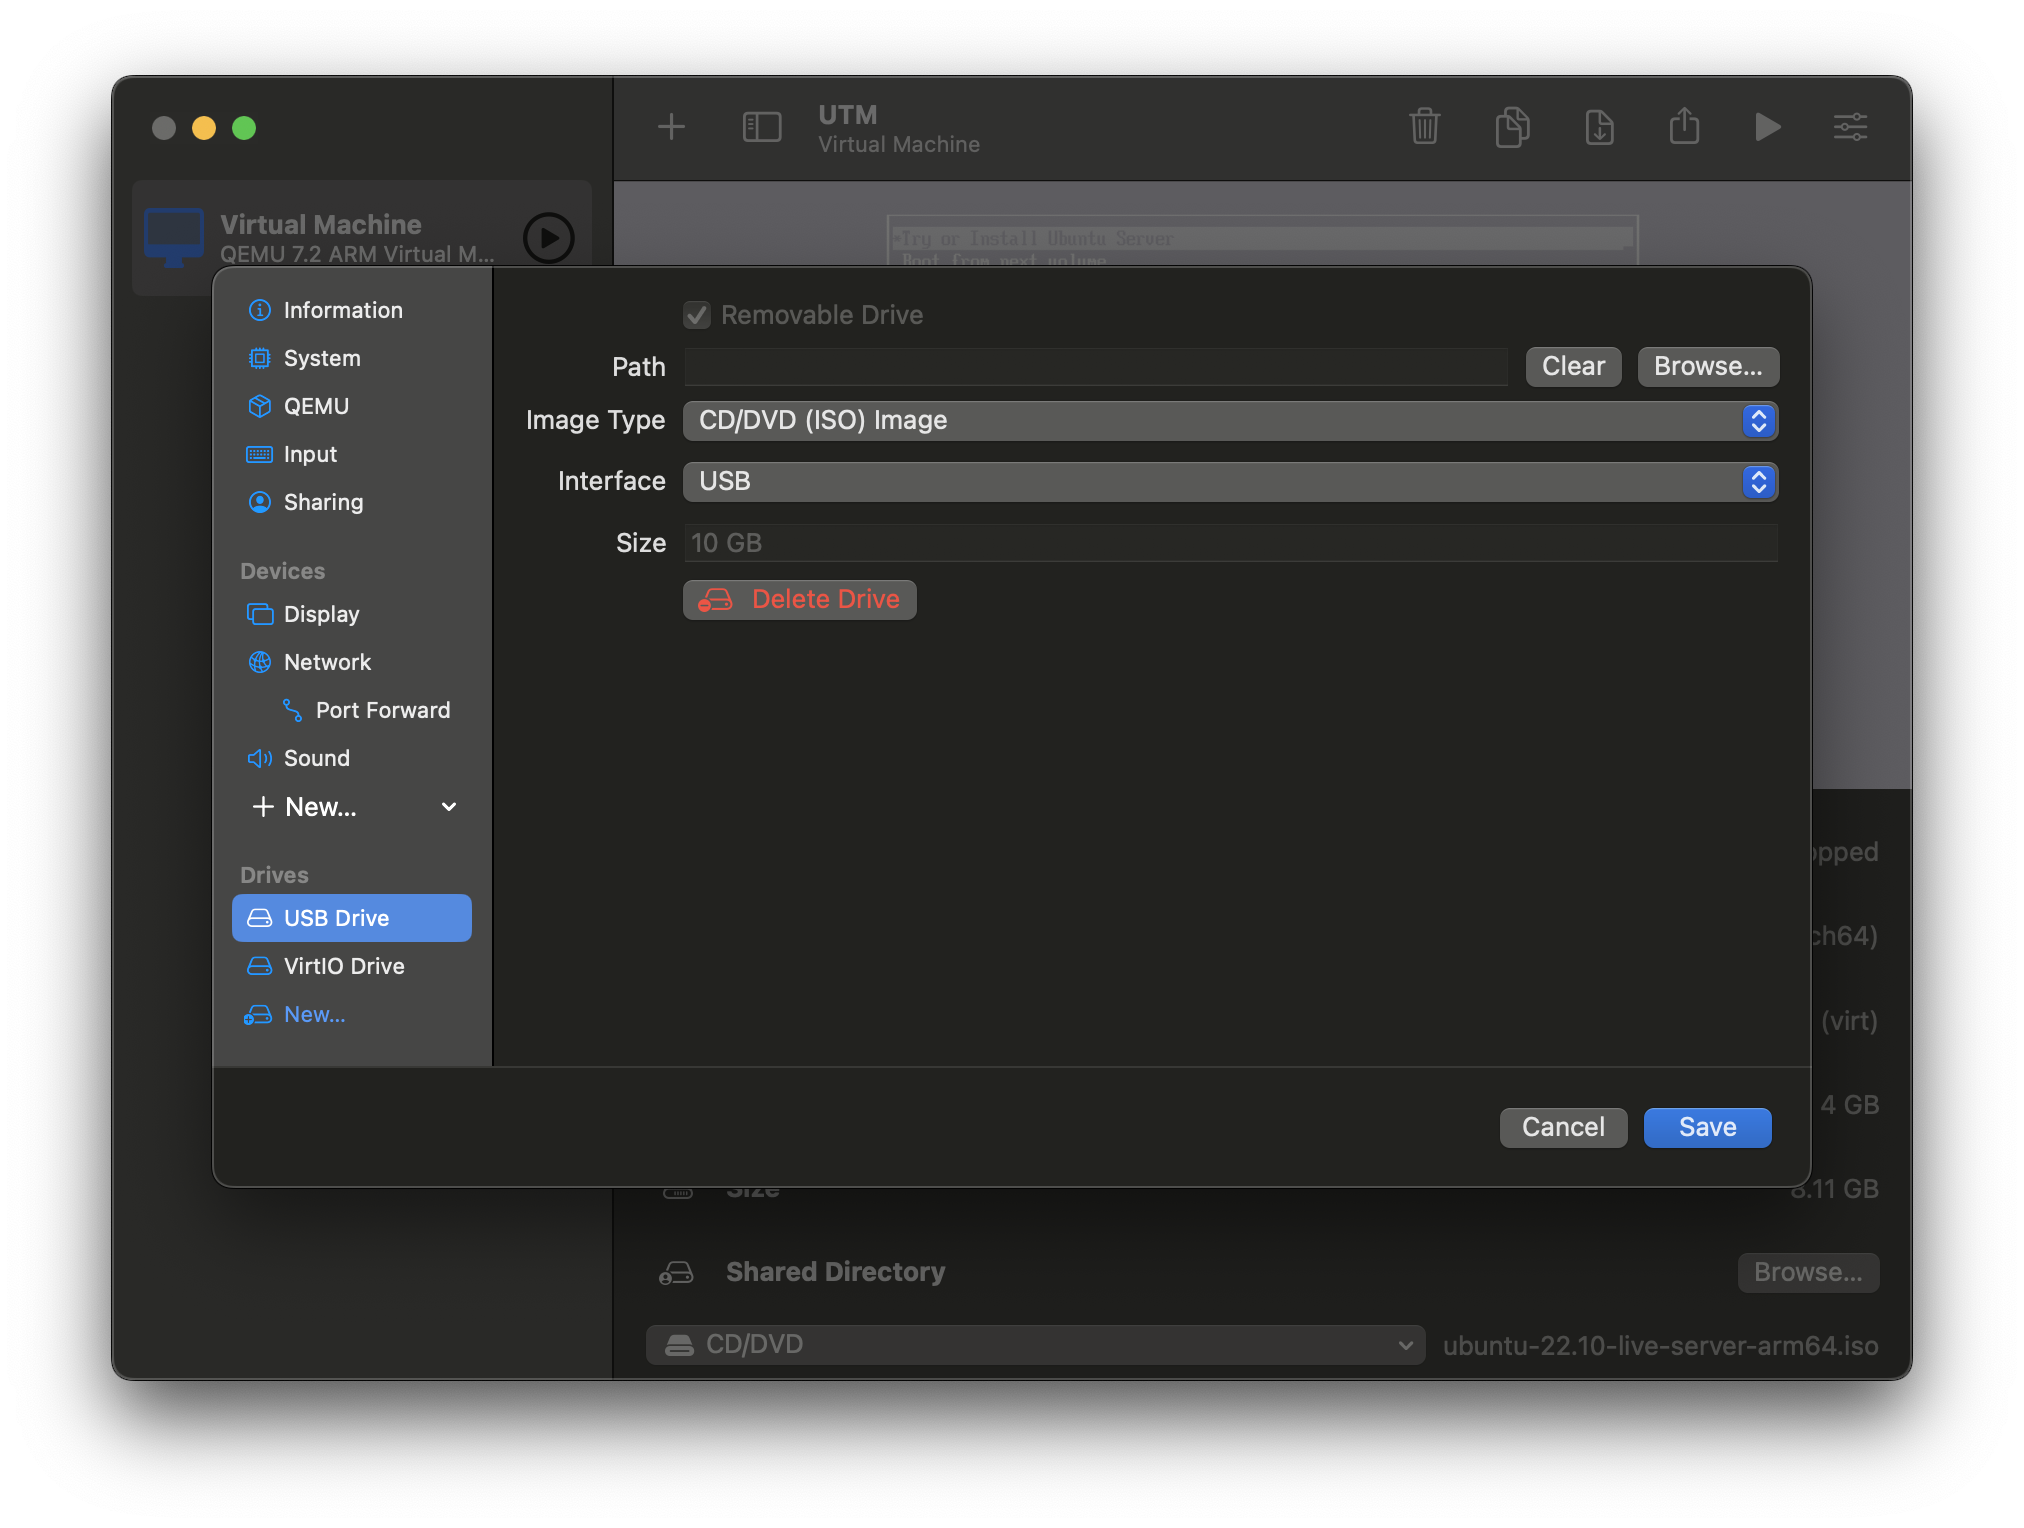 UTM
Virtual Machine
Virtual Machine
QEMU 7.2 ARM Virtual M...
*Try or Install Ubuntu Server
Boot from next volume
Information
System
QEMU
Input
Sharing
Devices
Display
Network
Port Forward
Sound
New...
Drives
USB Drive
VirtIO Drive
New...
Removable Drive
Path
Clear
Browse...
Image Type
CD/DVD (ISO) Image
Interface
USB
Size
10 GB
Delete Drive
Cancel
Save
opped
ch64)
(virt)
4 GB
Size
8.11 GB
Shared Directory
Browse...
CD/DVD
ubuntu-22.10-live-server-arm64.iso